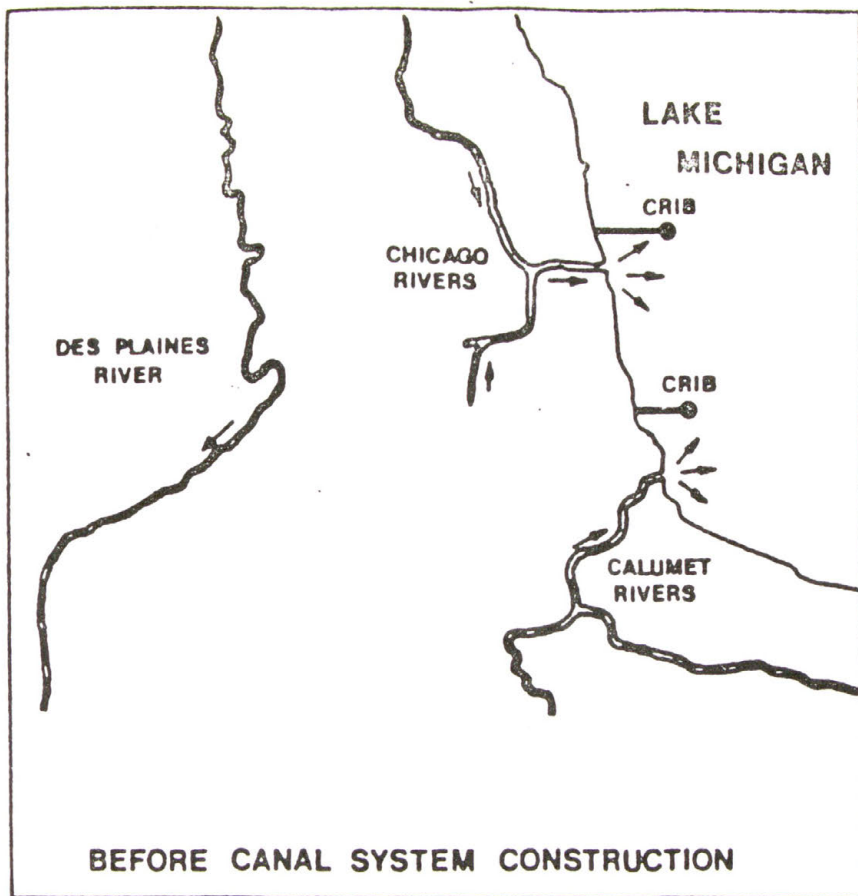 LAKE
MICHIGAN
CRIB
CHICAGO
RIVERS
DES PLAINES
RIVER
CRIB
CALUMET
RIVERS
BEFORE CANAL SYSTEM CONSTRUCTION